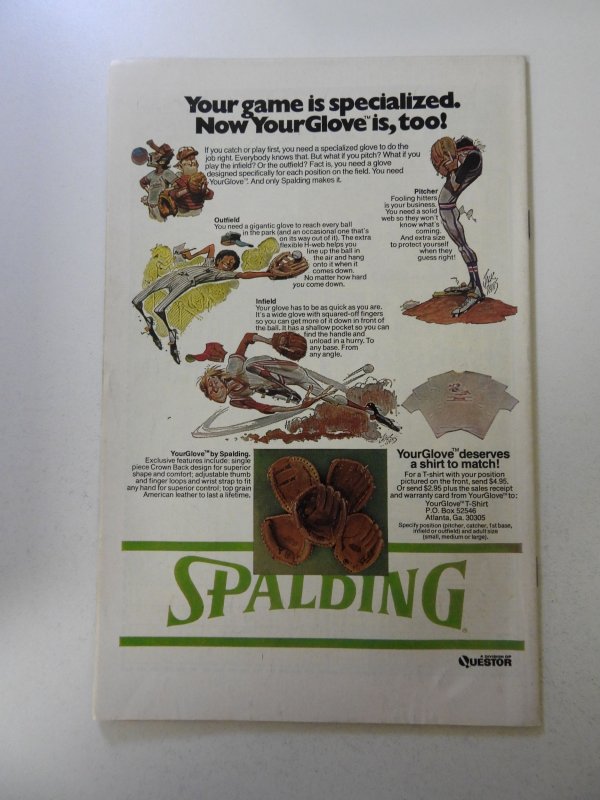 Your game is specialized.
Now YourGlove™ is, too!
If you catch or play first, you need a specialized glove to do the
job right. Everybody knows that. But what if you pitch? What if you
play the infield? Or the outfield? Fact is, you need a glove
designed specifically for each position on the field. You need
YourGlove™. And only Spalding makes it.
Pitcher
Fooling hitters
is your business.
You need a solid
web so they won't
know what's
coming.
And extra size
to protect yourself
when they
guess right!
Outfield
You need a gigantic glove to reach every ball
in the park (and an occasional one that's
on its way out of it). The extra
flexible H-web helps you
line up the ball in
the air and hang
onto it when it
comes down.
No matter how hard
you come down.
Infield
Your glove has to be as quick as you are.
It's a wide glove with squared-off fingers
so you can get more of it down in front of
the ball. It has a shallow pocket so you can
find the handle and
unload in a hurry. To
any base. From
any angle.
YourGlove™ by Spalding.
Exclusive features include: single
piece Crown Back design for superior
shape and comfort; adjustable thumb
and finger loops and wrist strap to fit
any hand for superior control; top grain
American leather to last a lifetime.
YourGlove™ deserves
a shirt to match!
For a T-shirt with your position
pictured on the front, send $4.95.
Or send $2.95 plus the sales receipt
and warranty card from YourGlove™ to:
YourGlove™ T-Shirt
P.O. Box 52546
Atlanta, Ga. 30305
Specify position (pitcher, catcher, 1st base,
infield or outfield) and adult size
(small, medium or large).
SPALDING®
A DIVISION OF
QUESTOR